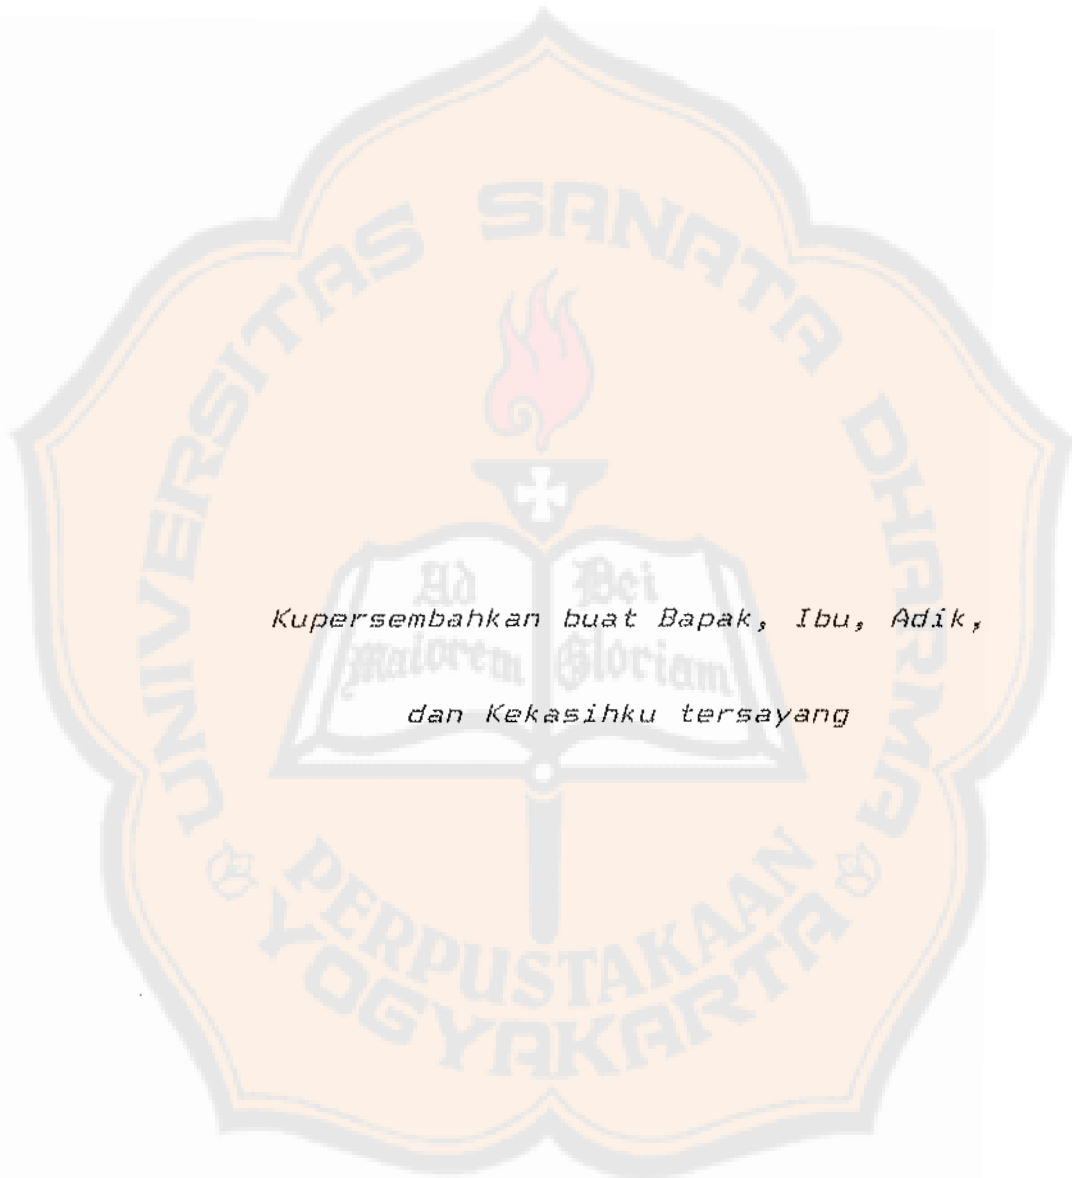 UNIVERSITAS SANATA DHARMA
Ad Dei
Kupersembahkan buat Bapak, Ibu, Adik,
maiorem Gloriam
dan Kekasihku tersayang
PERPUSTAKAAN
YOGYAKARTA